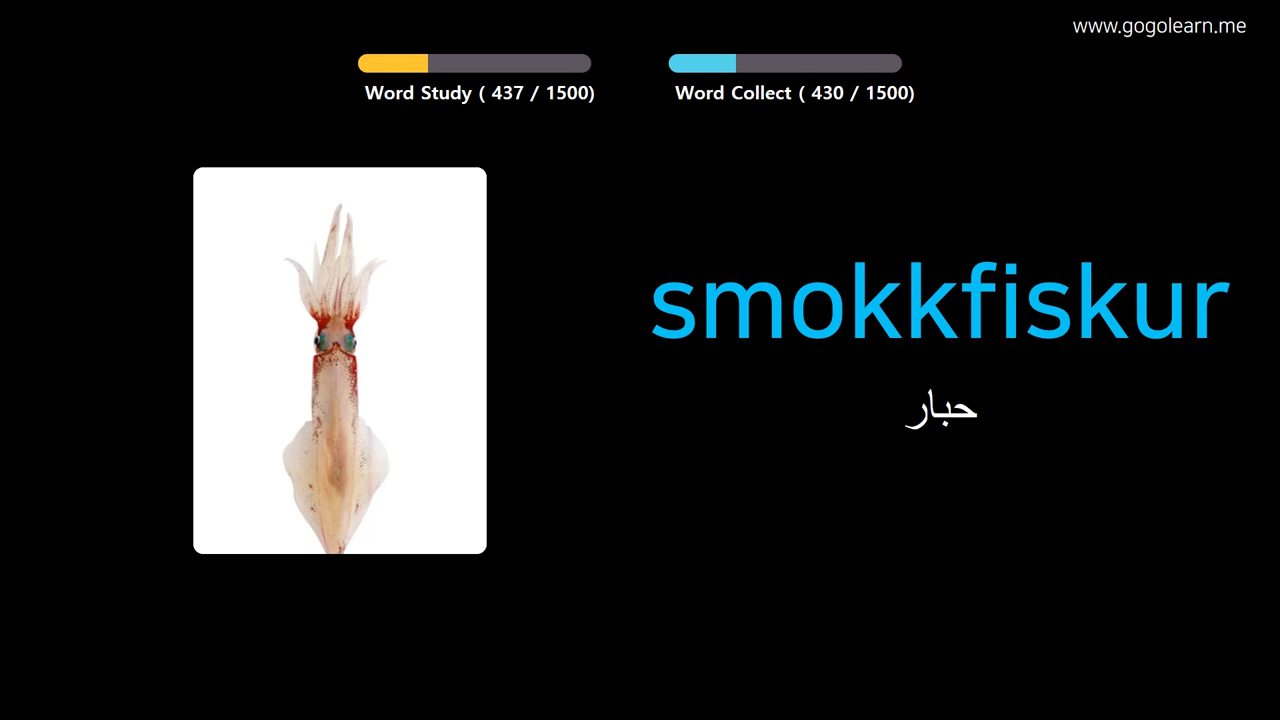 www.gogolearn.me
Word Study ( 437 / 1500)
Word Collect ( 430 / 1500)
smokkfiskur
حبار